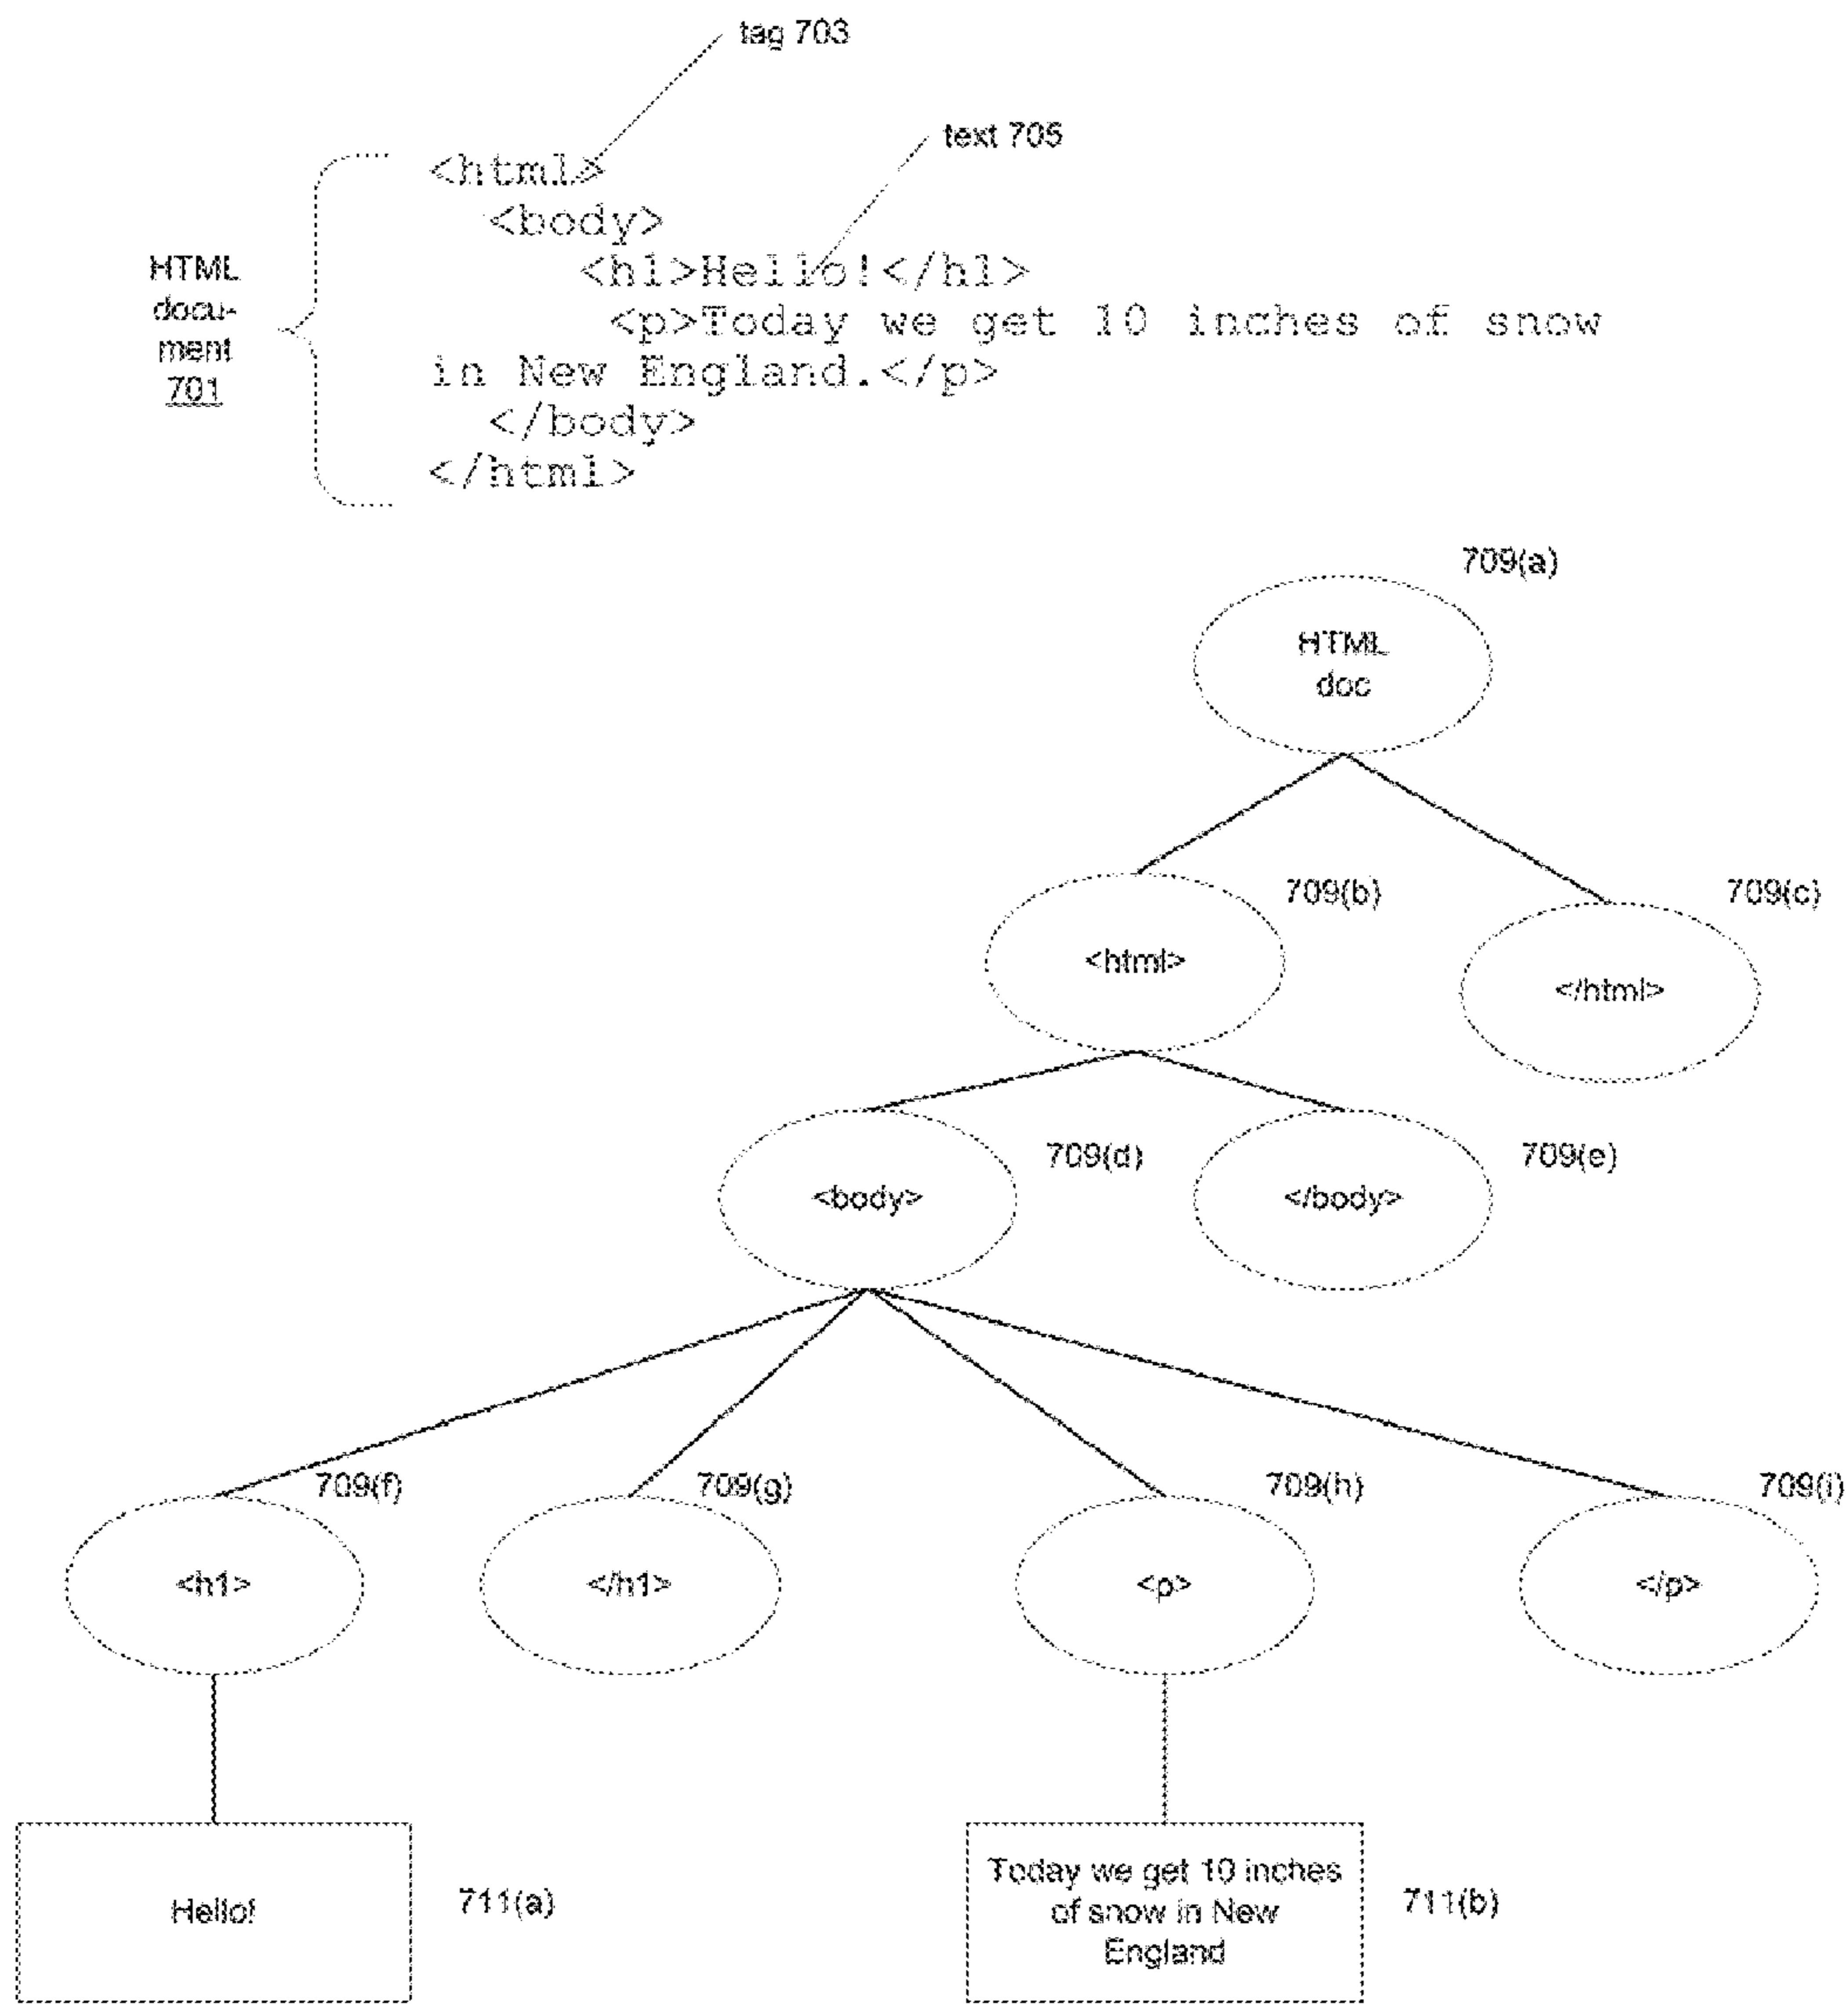 tag 703
text 705
<html>
<body>
<h1>Hello!</h1>
<p>Today we get 10 inches of snow
in New England.</p>
</body>
</html>
HTML
docu-
ment
701
709(a)
HTML
doc
709(b)
709(c)
<html>
</html>
709(d)
709(e)
<body>
</body>
709(f)
709(g)
709(h)
709(i)
<h1>
</h1>
<p>
</p>
Hello!
711(a)
Today we get 10 inches
of snow in New
England
711(b)